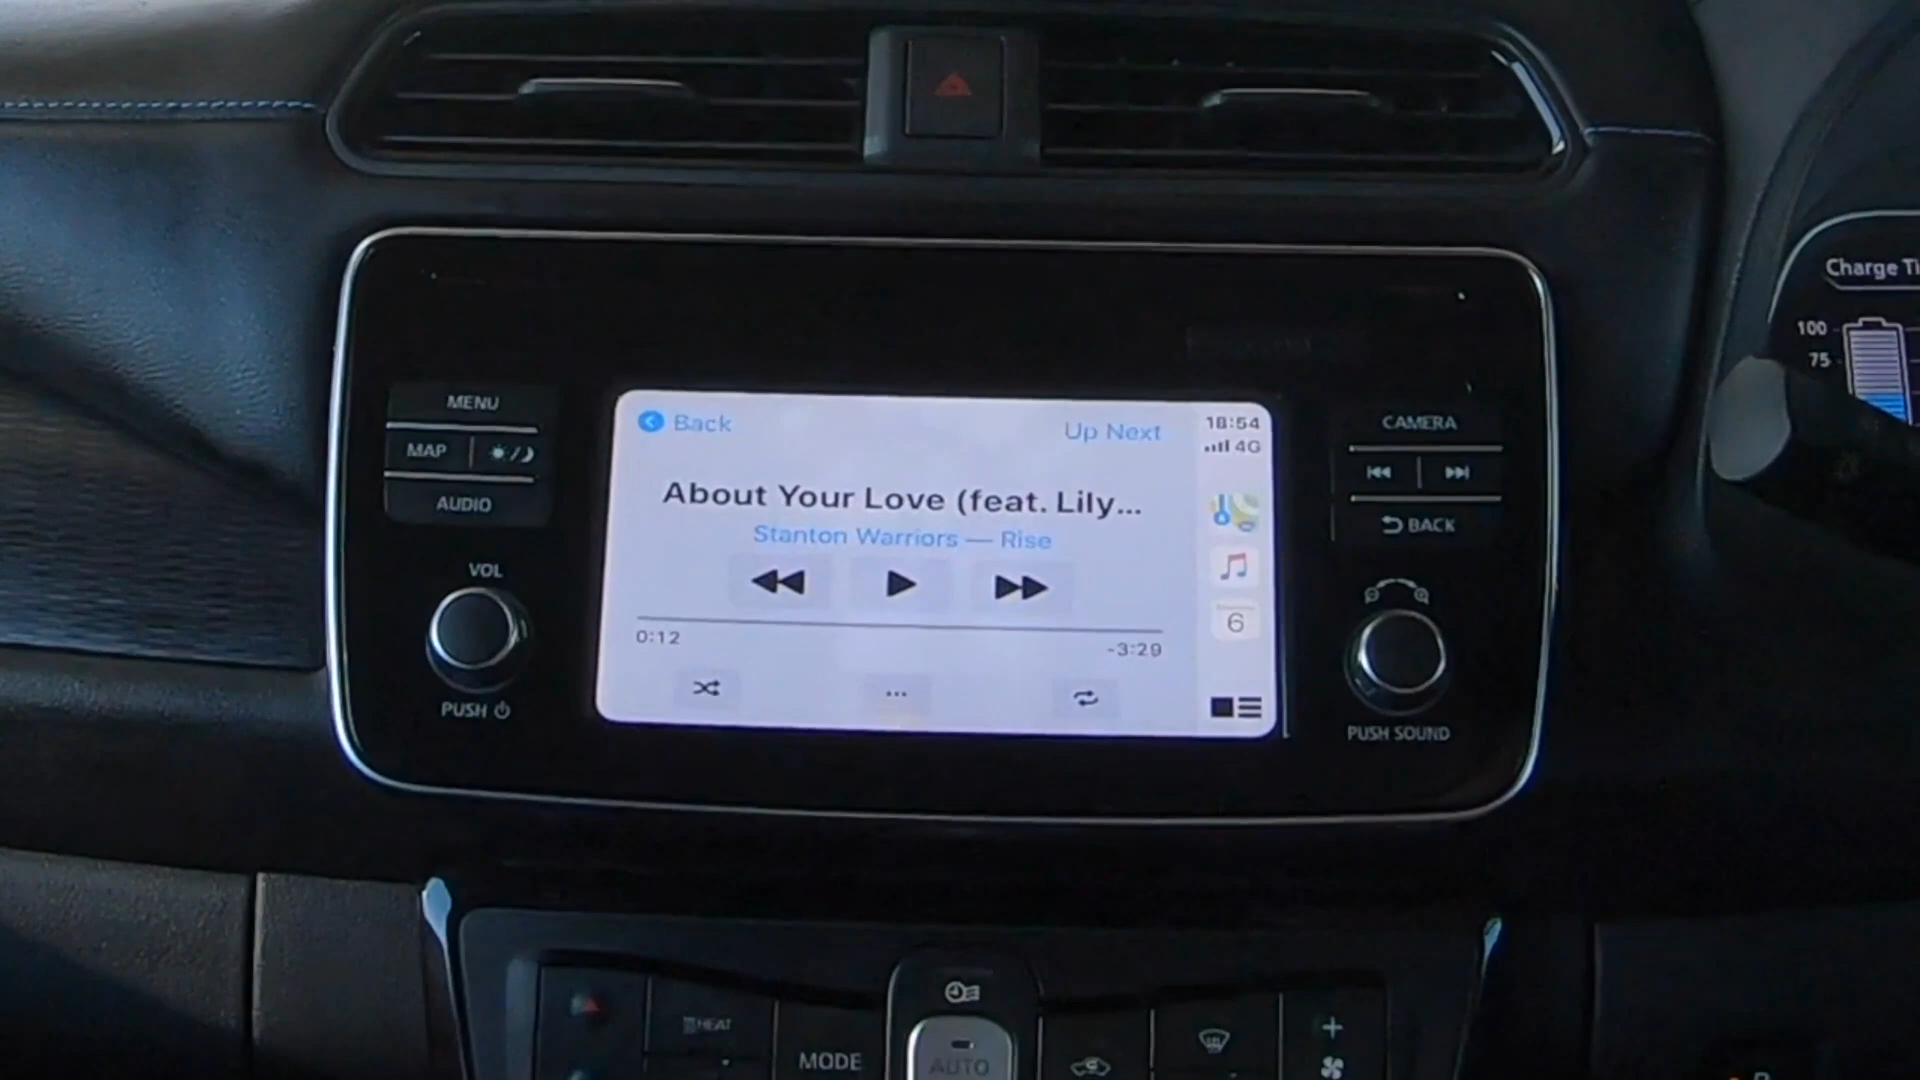 Charge Ti
100
75
MENU
MAP
AUDIO
VOL
PUSH
Back
Up Next
18:54
4G
About Your Love (feat. Lily...
Stanton Warriors — Rise
0:12
-3:29
6
CAMERA
BACK
PUSH SOUND
HEAT
MODE
AUTO